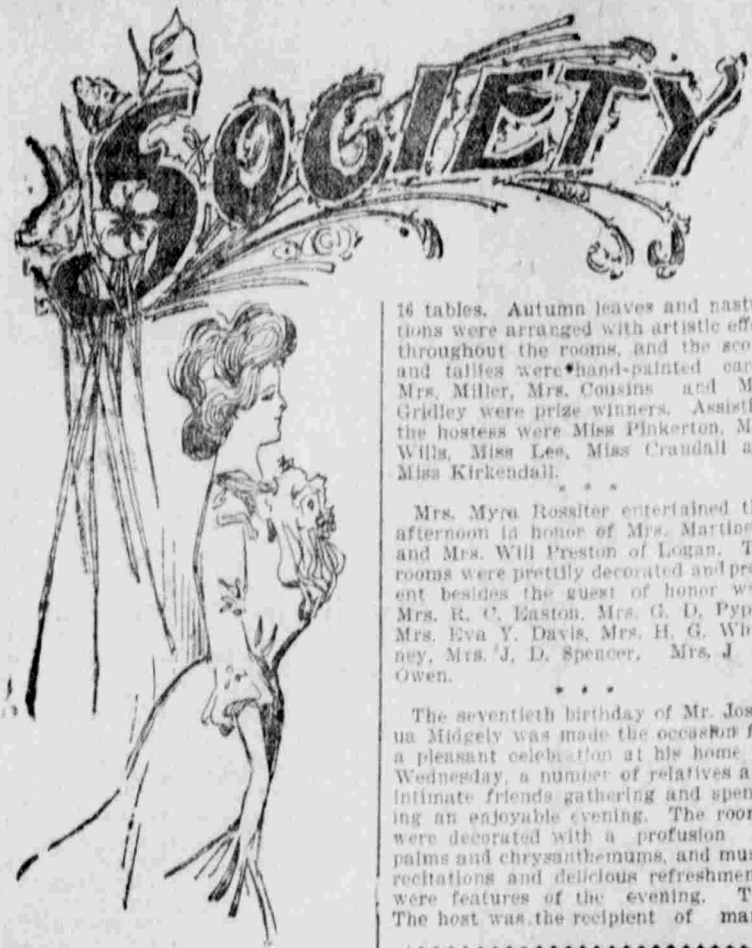 SOCIETY
16 tables. Autumn leaves and nastu
tions were arranged with artistic effe
throughout the rooms, and the sco
and tallies were hand-painted car
Mrs. Miller, Mrs. Cousins and M
Gridley were prize winners. Assisti
the hostess were Miss Pinkerton, M
Wills, Miss Lee, Miss Crandall a
Miss Kirkendall.
* * *
Mrs. Myra Rossiter entertained th
afternoon in honor of Mrs. Martine
and Mrs. Will Preston of Logan. T
rooms were prettily decorated and pre
ent besides the guest of honor we
Mrs. R. C. Easton, Mrs. G. D. Pyp
Mrs. Eva Y. Davis, Mrs. H. G. Whi
ney, Mrs. J. D. Spencer, Mrs. J
Owen.
* * *
The seventieth birthday of Mr. Jos
ua Midgely was made the occasion f
a pleasant celebration at his home
Wednesday, a number of relatives a
intimate friends gathering and spen
ing an enjoyable evening. The room
were decorated with a profusion
palms and chrysanthemums, and mus
recitations and delicious refreshmen
were features of the evening. T
The host was the recipient of man